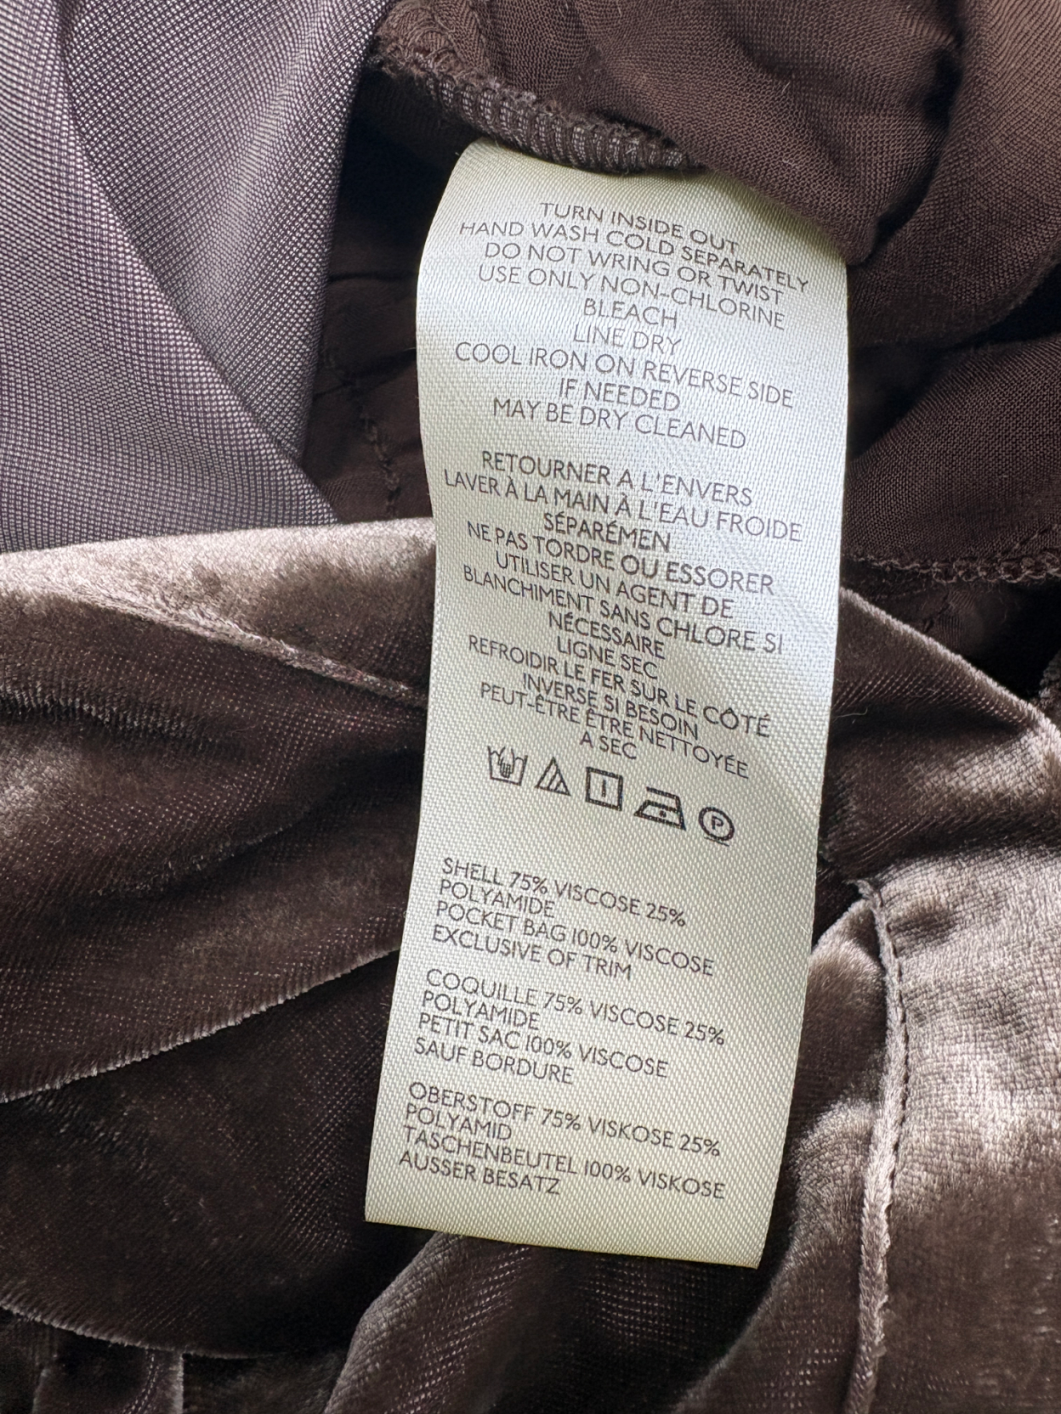 TURN INSIDE OUT
HAND WASH COLD SEPARATELY
DO NOT WRING OR TWIST
USE ONLY NON-CHLORINE
BLEACH
LINE DRY
COOL IRON ON REVERSE SIDE
IF NEEDED
MAY BE DRY CLEANED
RETOURNER A L'ENVERS
LAVER À LA MAIN À L'EAU FROIDE
SÉPARÉMEN
NE PAS TORDRE OU ESSORER
UTILISER UN AGENT DE
BLANCHIMENT SANS CHLORE SI
NÉCESSAIRE
LIGNE SEC
REFROIDIR LE FER SUR LE CÔTÉ
INVERSE SI BESOIN
PEUT-ÊTRE ÊTRE NETTOYÉE
A SEC
P
SHELL 75% VISCOSE 25%
POLYAMIDE
POCKET BAG 100% VISCOSE
EXCLUSIVE OF TRIM
COQUILLE 75% VISCOSE 25%
POLYAMIDE
PETIT SAC 100% VISCOSE
SAUF BORDURE
OBERSTOFF 75% VISKOSE 25%
POLYAMID
TASCHENBEUTEL 100% VISKOSE
AUSSER BESATZ